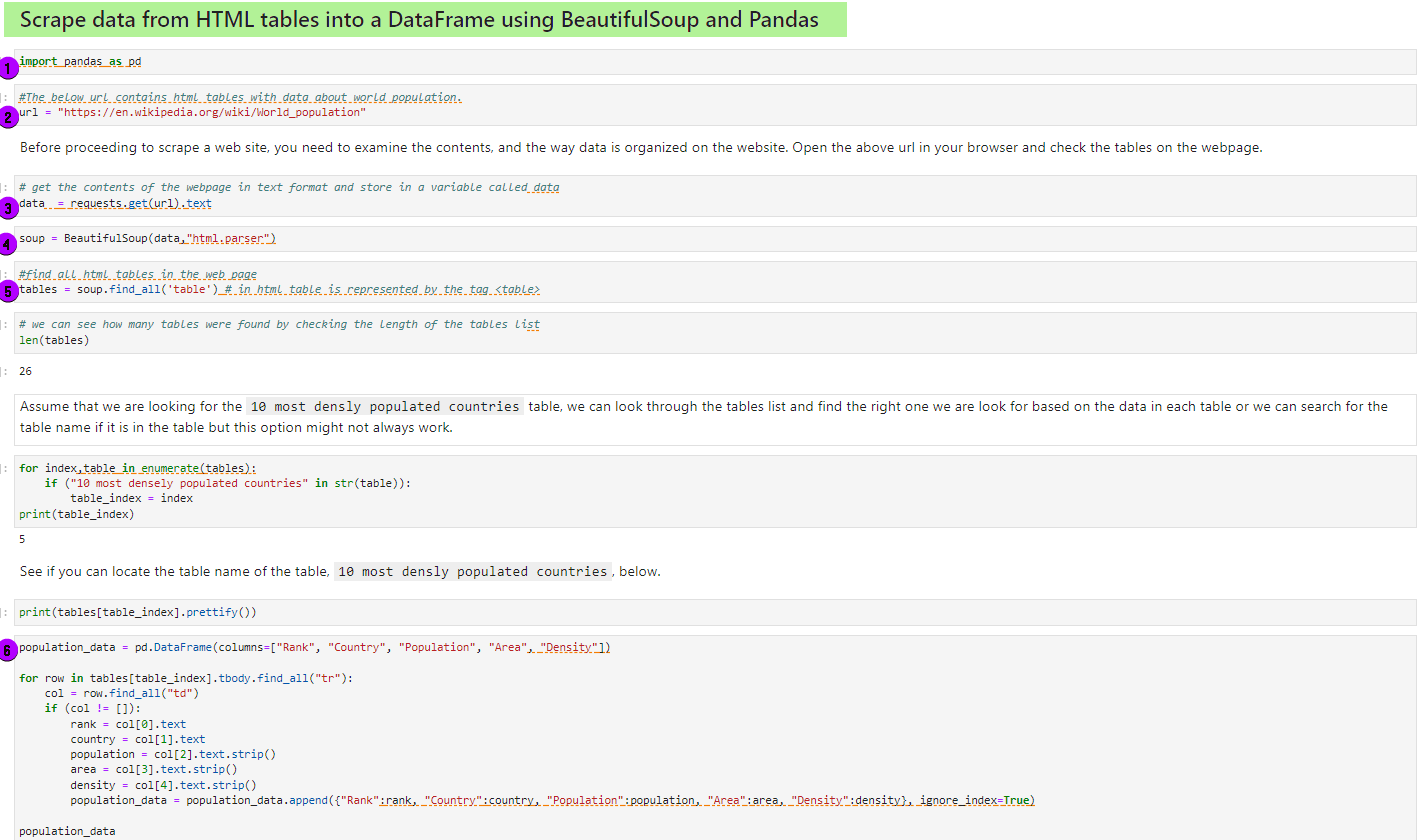 Scrape data from HTML tables into a DataFrame using BeautifulSoup and Pandas
1
import pandas as pd
]: #The below url contains html tables with data about world population.
2
url = "https://en.wikipedia.org/wiki/World_population"
Before proceeding to scrape a web site, you need to examine the contents, and the way data is organized on the website. Open the above url in your browser and check the tables on the webpage.
]: # get the contents of the webpage in text format and store in a variable called data
3
data  = requests.get(url).text
4
soup = BeautifulSoup(data,"html.parser")
]: #find all html tables in the web page
5
tables = soup.find_all('table') # in html table is represented by the tag <table>
]: # we can see how many tables were found by checking the length of the tables list
len(tables)
]: 26
Assume that we are looking for the 10 most densly populated countries table, we can look through the tables list and find the right one we are look for based on the data in each table or we can search for the
table name if it is in the table but this option might not always work.
]: for index,table in enumerate(tables):
    if ("10 most densely populated countries" in str(table)):
        table_index = index
print(table_index)
5
See if you can locate the table name of the table, 10 most densly populated countries, below.
]: print(tables[table_index].prettify())
6
population_data = pd.DataFrame(columns=["Rank", "Country", "Population", "Area", "Density"])
for row in tables[table_index].tbody.find_all("tr"):
    col = row.find_all("td")
    if (col != []):
        rank = col[0].text
        country = col[1].text
        population = col[2].text.strip()
        area = col[3].text.strip()
        density = col[4].text.strip()
        population_data = population_data.append({"Rank":rank, "Country":country, "Population":population, "Area":area, "Density":density}, ignore_index=True)
population_data